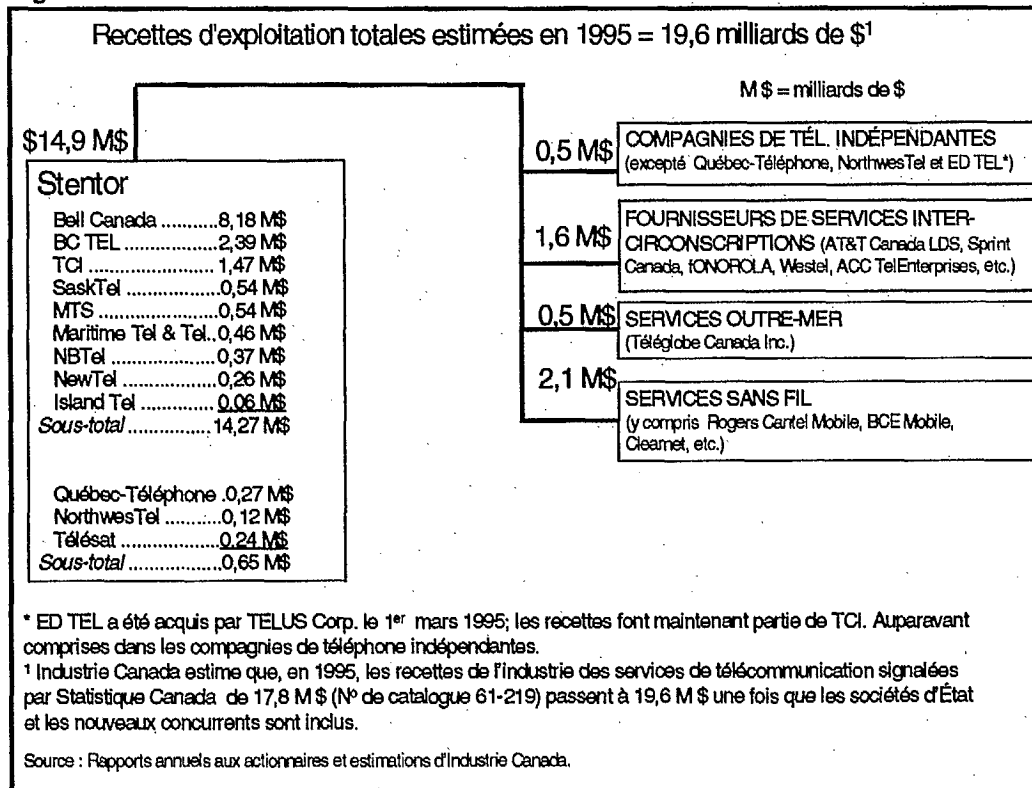 Recettes d'exploitation totales estimées en 1995 = 19,6 milliards de $¹
M $ = milliards de $
$14,9 M$
Stentor
Bell Canada ...........8,18 M$
BC TEL .................2,39 M$
TCI ...................... 1,47 M$
SaskTel .................0,54 M$
MTS ......................0,54 M$
Maritime Tel & Tel..0,46 M$
NBTel ....................0,37 M$
NewTel ..................0,26 M$
Island Tel .............. 0.06 M$
Sous-total ...............14,27 M$
Québec-Téléphone .0,27 M$
NorthwesTel ...........0,12 M$
Télésat ..................0.24 M$
Sous-total ................0,65 M$
0,5 M$
COMPAGNIES DE TÉL. INDÉPENDANTES
(excepté Québec-Téléphone, NorthwesTel et ED TEL*)
1,6 M$
FOURNISSEURS DE SERVICES INTER-
CIRCONSCRIPTIONS (AT&T Canada LDS, Sprint
Canada, fONOROLA, Westel, ACC TelEnterprises, etc.)
0,5 M$
SERVICES OUTRE-MER
(Téléglobe Canada Inc.)
2,1 M$
SERVICES SANS FIL
(y compris Rogers Cantel Mobile, BCE Mobile,
Clearnet, etc.)
* ED TEL a été acquis par TELUS Corp. le 1er mars 1995; les recettes font maintenant partie de TCI. Auparavant
comprises dans les compagnies de téléphone indépendantes.
¹ Industrie Canada estime que, en 1995, les recettes de l'industrie des services de télécommunication signalées
par Statistique Canada de 17,8 M $ (Nº de catalogue 61-219) passent à 19,6 M $ une fois que les sociétés d'État
et les nouveaux concurrents sont inclus.
Source : Rapports annuels aux actionnaires et estimations d'Industrie Canada.